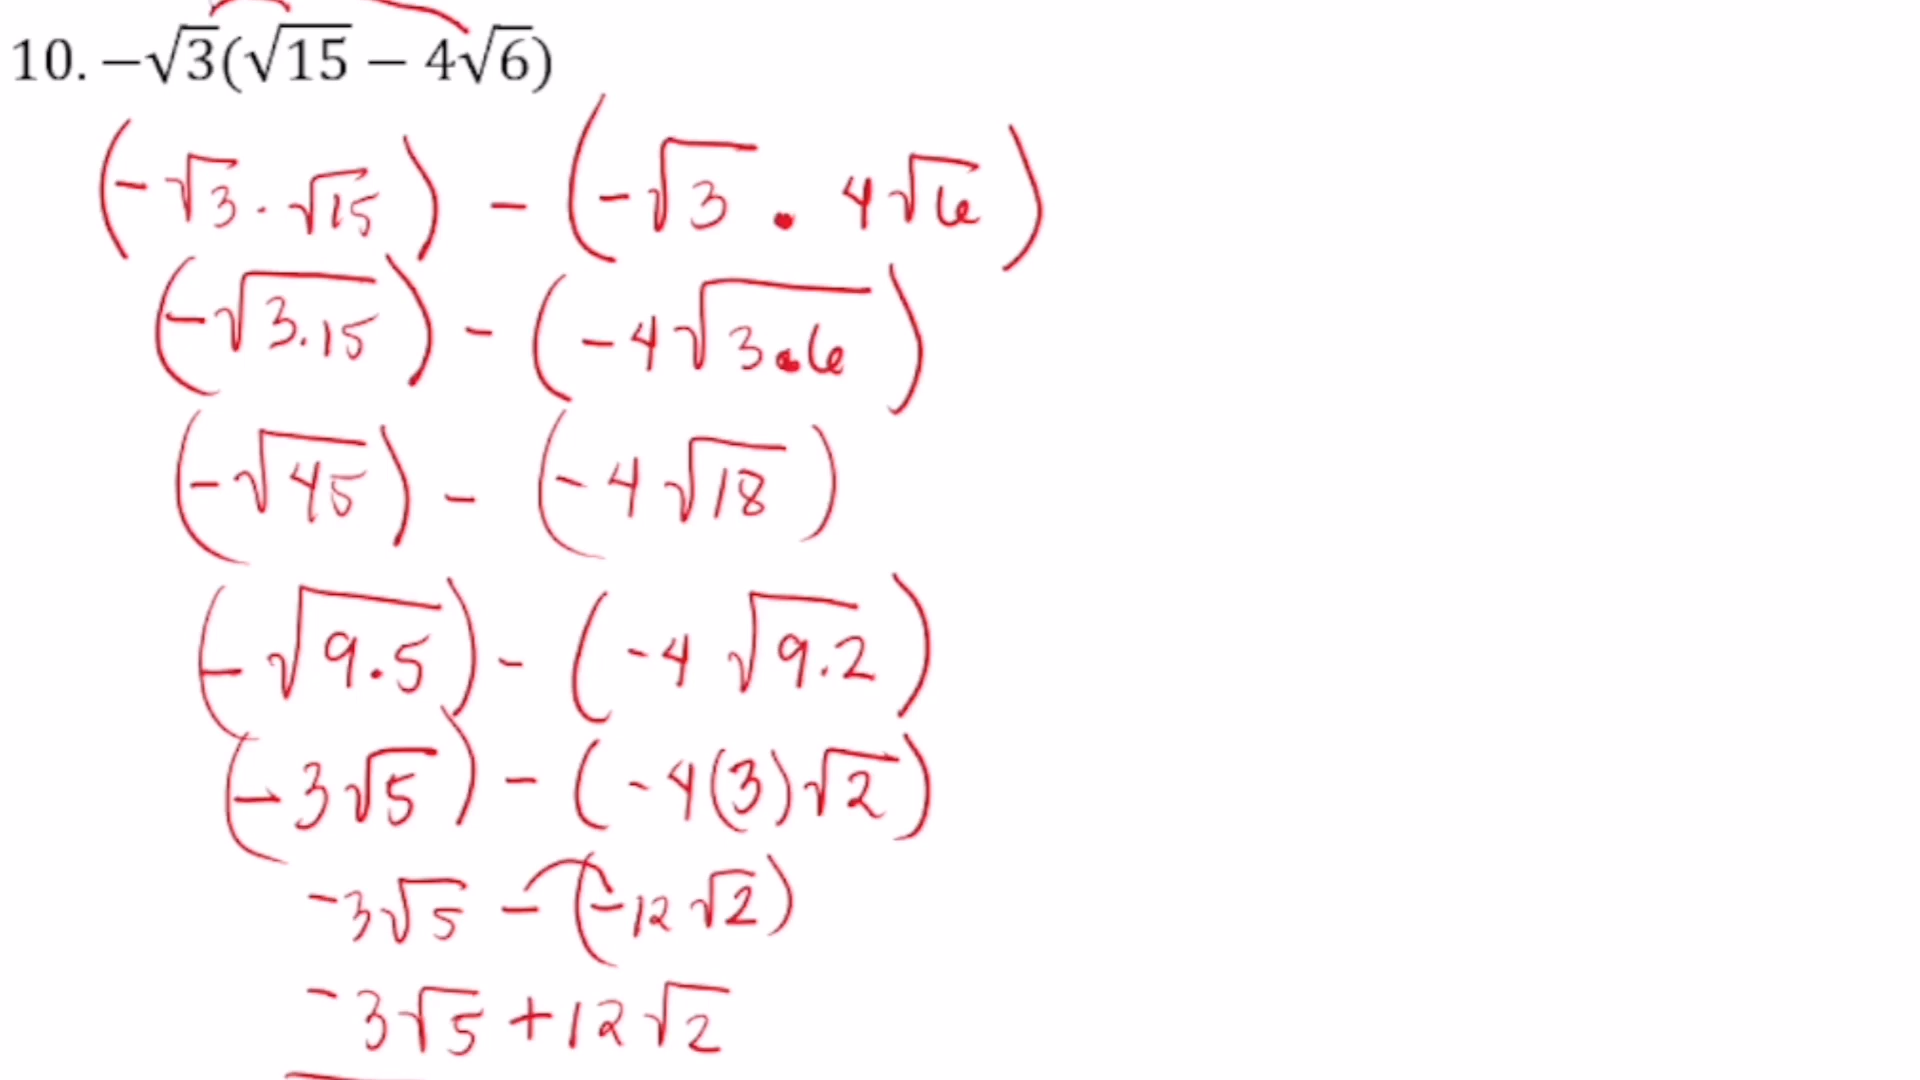 10. −√3(√15 − 4√6)
(-√3 · √15) - (-√3 · 4√6)
(-√3.15) - (-4√3·6)
(-√45) - (-4√18)
(-√9.5) - (-4√9.2)
(-3√5) - (-4(3)√2)
-3√5 - (-12√2)
-3√5 + 12√2